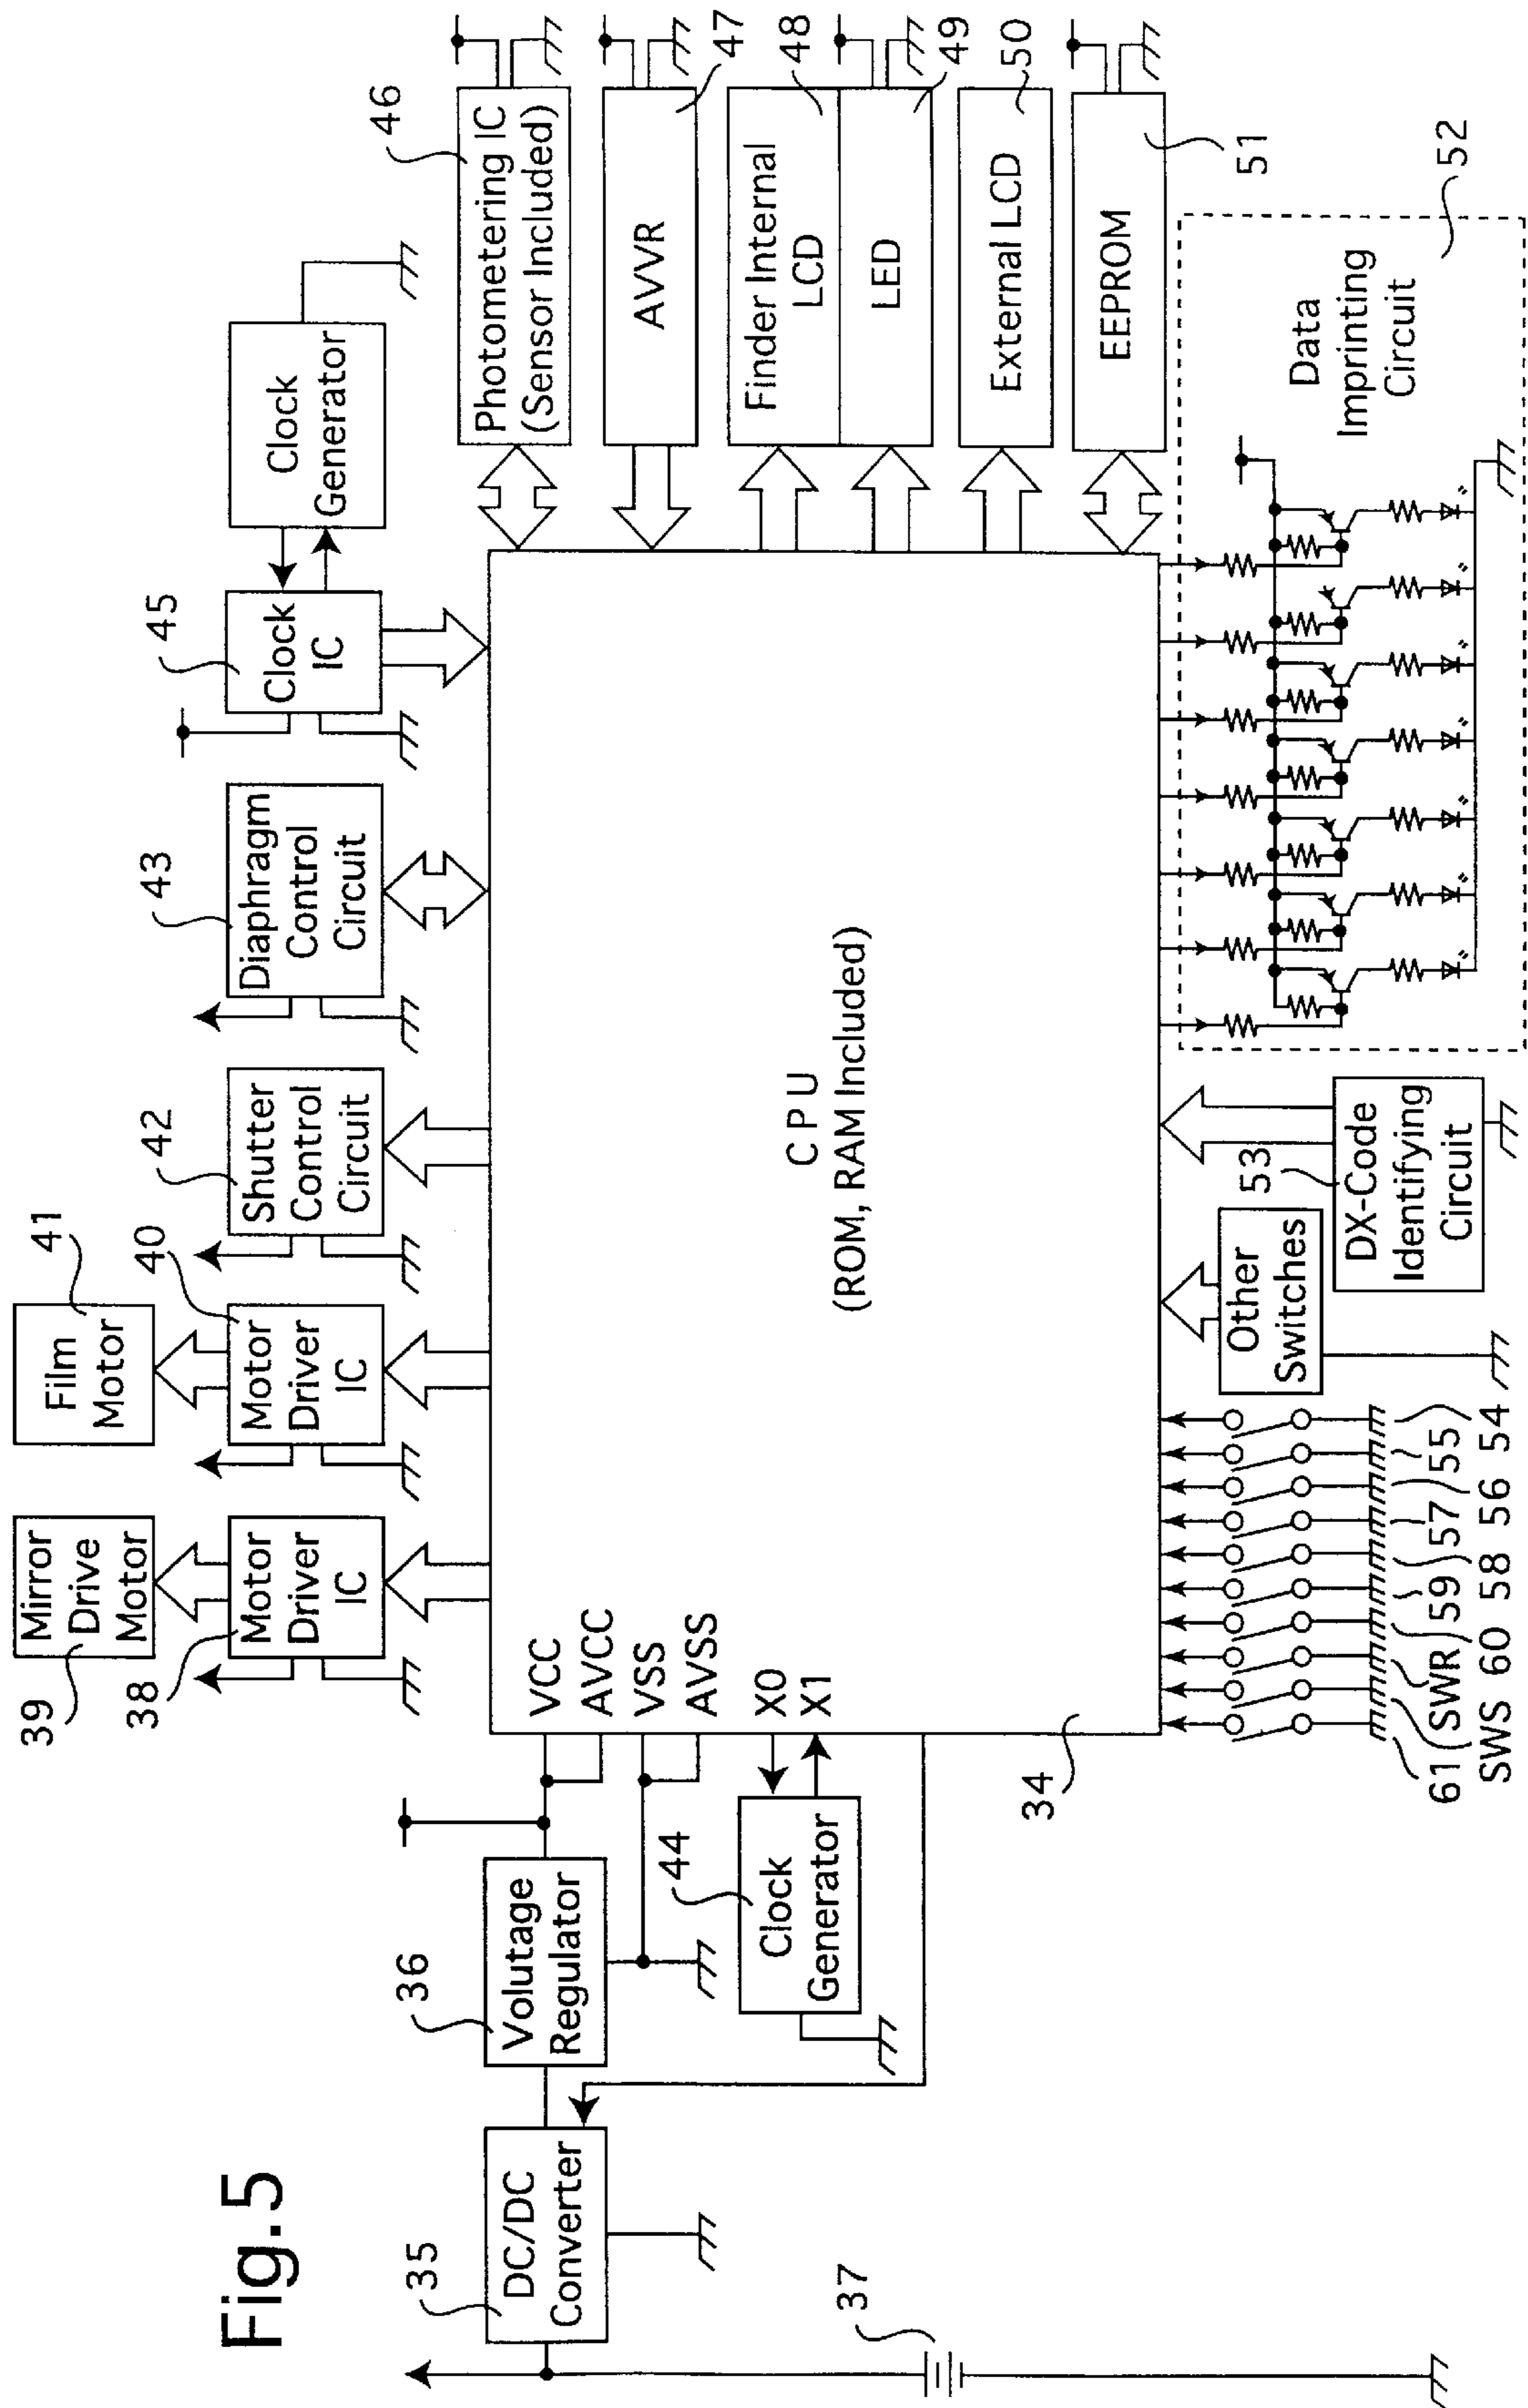 Fig.5
39
Mirror
Drive
Motor
38
Motor
Driver
IC
41
Film
Motor
40
Motor
Driver
IC
42
Shutter
Control
Circuit
43
Diaphragm
Control
Circuit
45
Clock
IC
Clock
Generator
35
DC/DC
Converter
36
Volutage
Regulator
37
44
Clock
Generator
VCC
AVCC
VSS
AVSS
X0
X1
34
CPU
(ROM, RAM Included)
46
Photometering IC
(Sensor Included)
AVVR
47
Finder Internal
LCD
48
LED
49
External LCD
50
EEPROM
51
Data
Imprinting
Circuit
52
61
SWS
SWR
60
59
58
57
56
55
54
Other
Switches
53
DX-Code
Identifying
Circuit